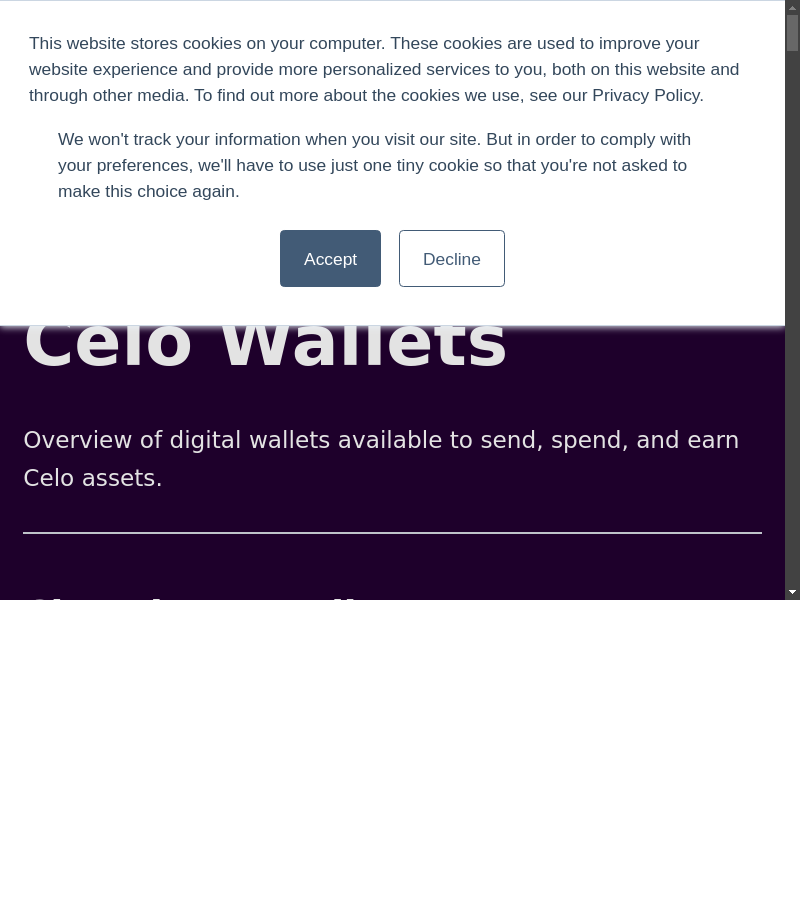 This website stores cookies on your computer. These cookies are used to improve your
website experience and provide more personalized services to you, both on this website and
through other media. To find out more about the cookies we use, see our Privacy Policy.
We won't track your information when you visit our site. But in order to comply with
your preferences, we'll have to use just one tiny cookie so that you're not asked to
make this choice again.
Accept
Decline
Celo Wallets
Overview of digital wallets available to send, spend, and earn
Celo assets.